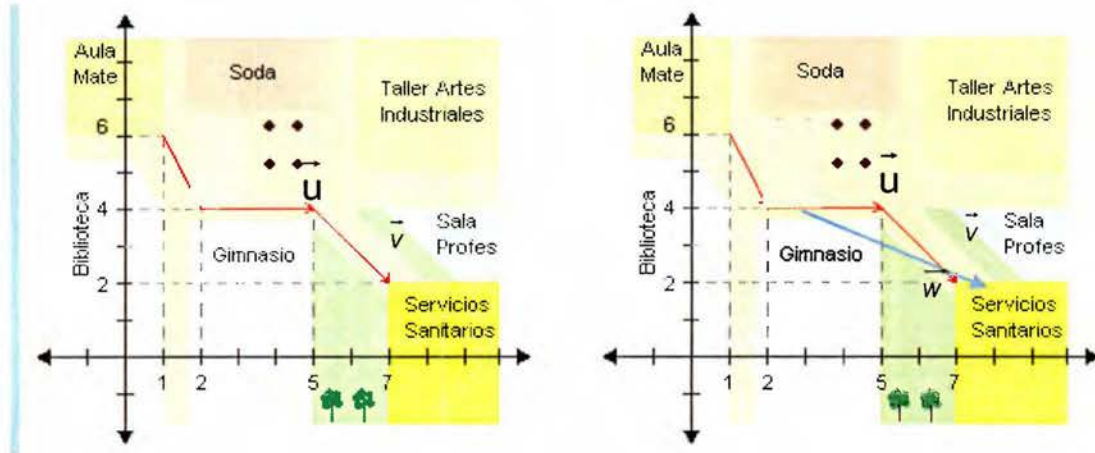 Aula
Mate
Soda
Taller Artes
Industriales
6
u
4
v
Sala
Profes
Biblioteca
Gimnasio
2
Servicios
Sanitarios
1
2
5
7
Aula
Mate
Soda
Taller Artes
Industriales
6
u
4
v
Sala
Profes
Biblioteca
Gimnasio
2
w
Servicios
Sanitarios
1
2
5
7